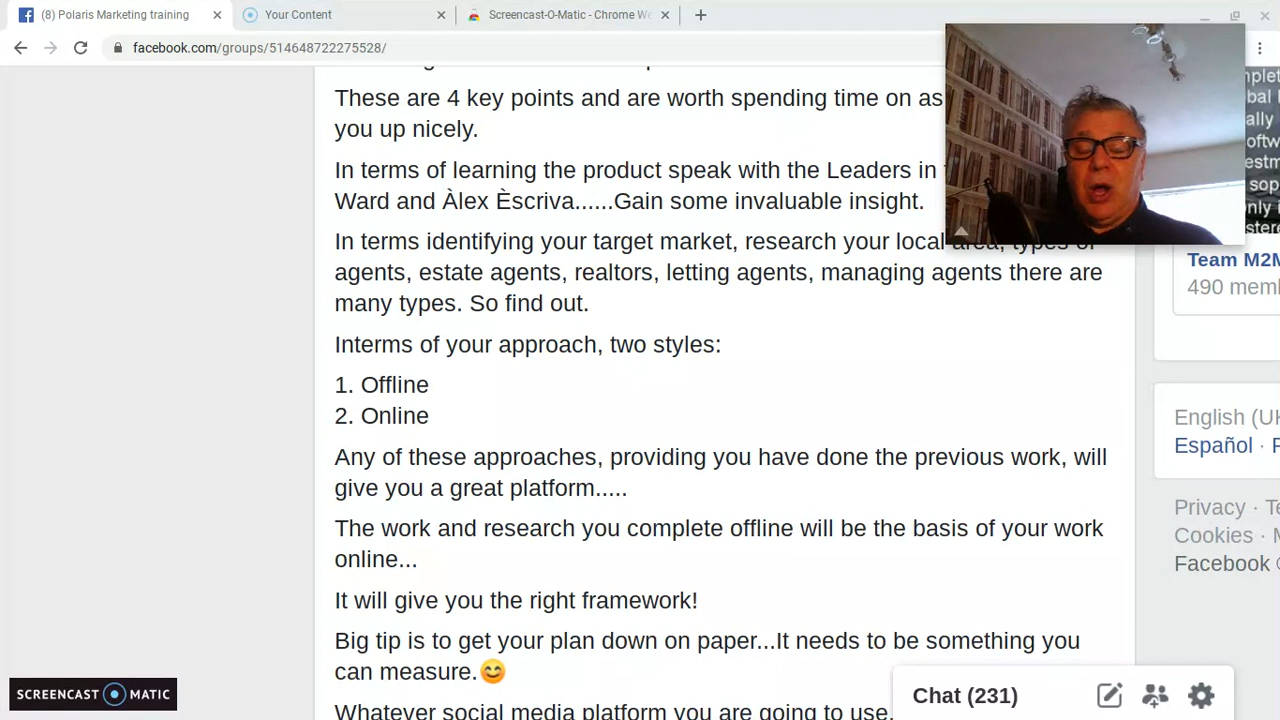 (8) Polaris Marketing training
Your Content
Screencast-O-Matic - Chrome We
facebook.com/groups/514648722275528/
These are 4 key points and are worth spending time on as
you up nicely.
In terms of learning the product speak with the Leaders in
Ward and Àlex Èscriva......Gain some invaluable insight.
In terms identifying your target market, research your local area, types of
agents, estate agents, realtors, letting agents, managing agents there are
many types. So find out.
Interms of your approach, two styles:
1. Offline
2. Online
Any of these approaches, providing you have done the previous work, will
give you a great platform.....
The work and research you complete offline will be the basis of your work
online...
It will give you the right framework!
Big tip is to get your plan down on paper...It needs to be something you
can measure.😊
Whatever social media platform you are going to use.
Team M2M
490 memb
English (UK
Español ·
Privacy · Te
Cookies ·
Facebook ©
Chat (231)
SCREENCAST MATIC